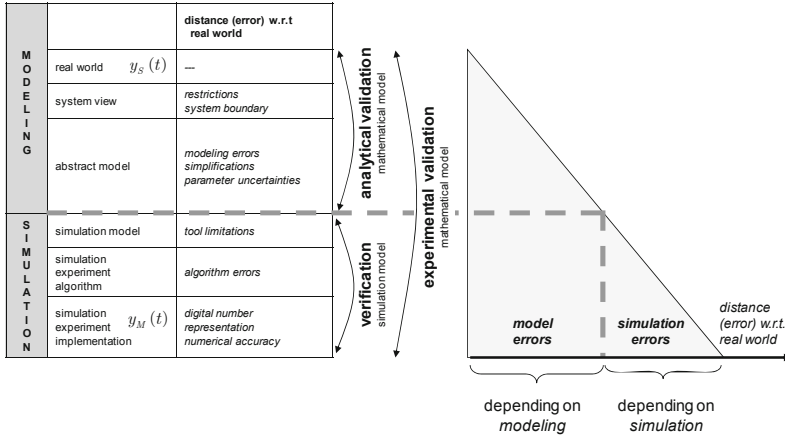 distance (error) w.r.t
real world
MODELING
real world y_S(t)
---
system view
restrictions
system boundary
abstract model
modeling errors
simplifications
parameter uncertainties
SIMULATION
simulation model
tool limitations
simulation
experiment
algorithm
algorithm errors
simulation
experiment y_M(t)
implementation
digital number
representation
numerical accuracy
analytical validation
mathematical model
verification
simulation model
experimental validation
mathematical model
model
errors
simulation
errors
distance
(error) w.r.t.
real world
depending on
modeling
depending on
simulation